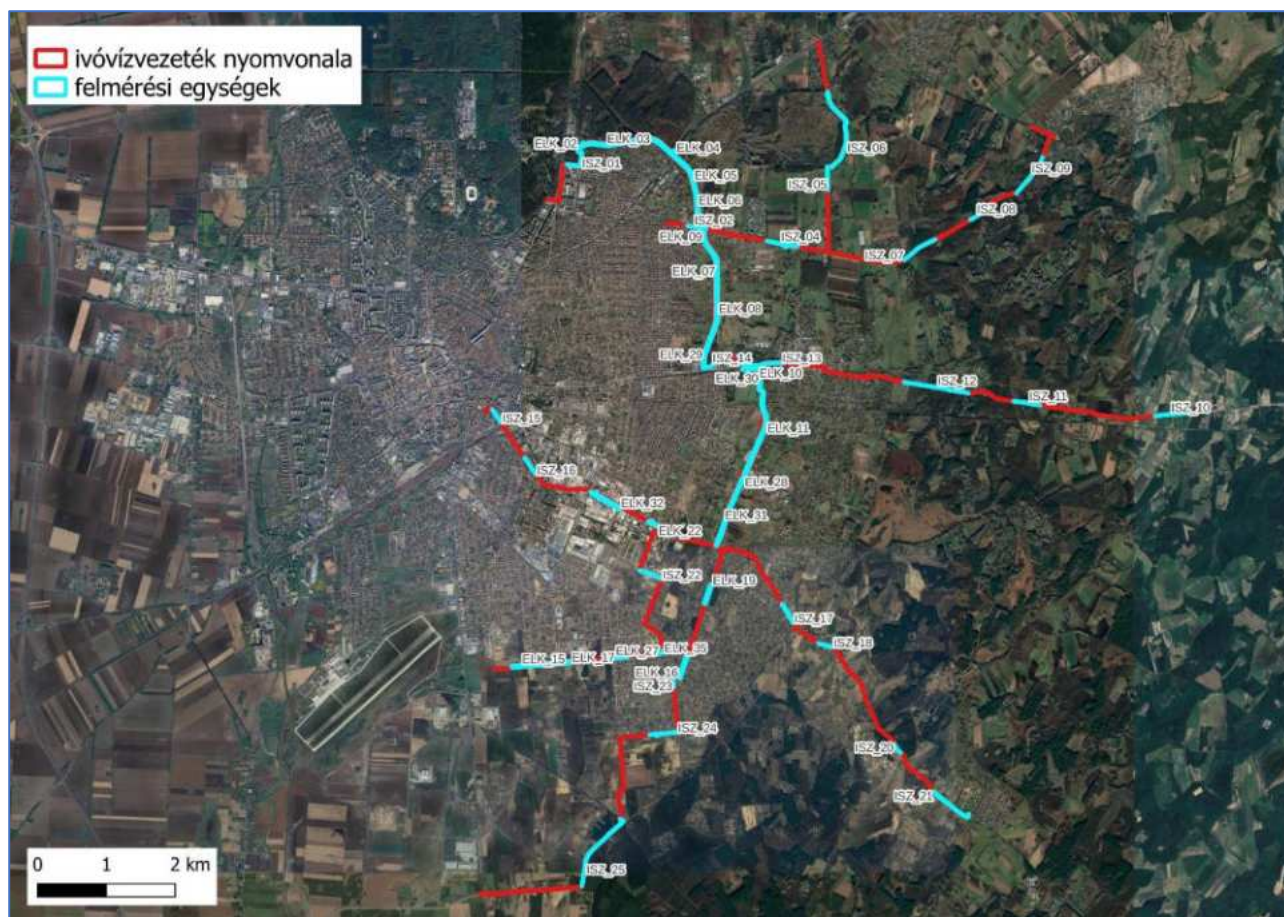 ivóvízvezeték nyomvonala
felmérési egységek
ELK_02
ELK_03
ELK_04
ISZ_01
ELK_05
ELK_06
ISZ_02
ELK_09
ISZ_04
ISZ_05
ISZ_06
ISZ_07
ISZ_08
ISZ_09
ELK_07
ELK_08
ELK_29
ISZ_14
ISZ_13
ELK_30
ELK_10
ISZ_12
ISZ_11
ISZ_10
ELK_11
ISZ_15
ISZ_16
ELK_28
ELK_32
ELK_31
ELK_22
ISZ_22
ELK_19
ISZ_17
ISZ_18
ELK_15
ELK_17
ELK_27
ELK_35
ELK_16
ISZ_23
ISZ_24
ISZ_20
ISZ_21
ISZ_25
0 1 2 km